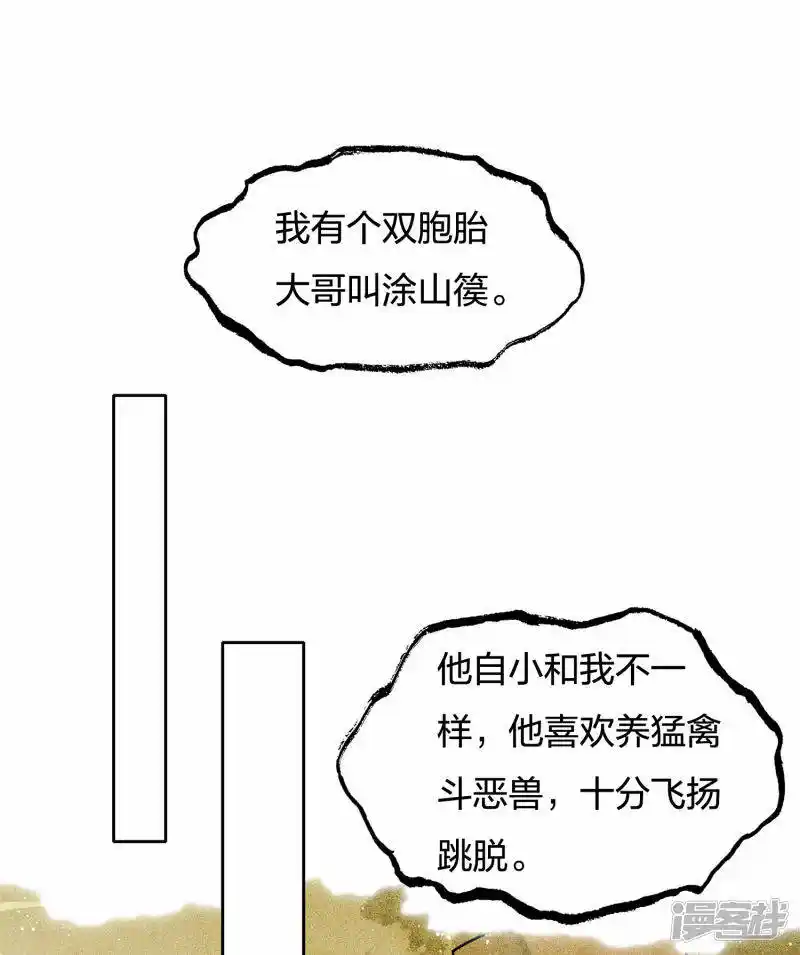 我有个双胞胎
大哥叫涂山篌。
他自小和我不一
样，他喜欢养猛禽
斗恶兽，十分飞扬
跳脱。
漫客栈